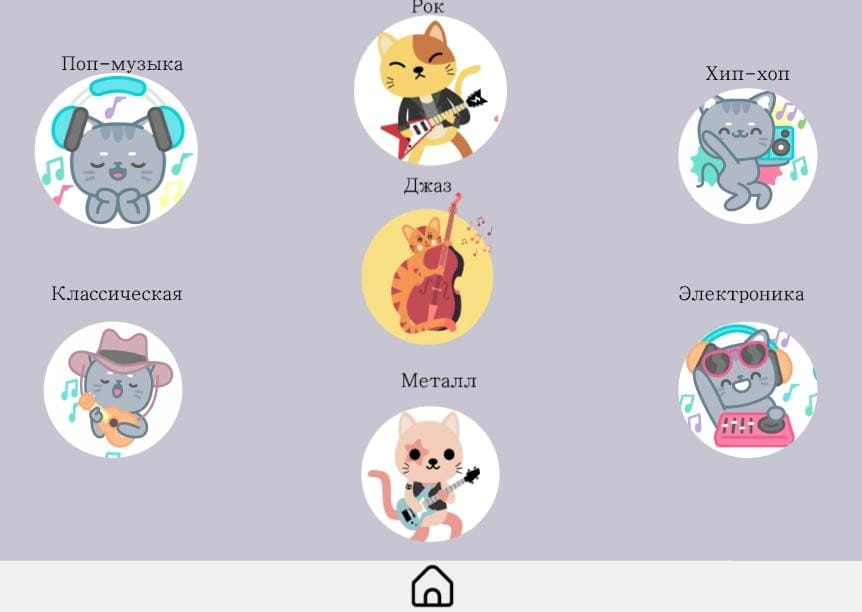 Рок
Поп-музыка
Хип-хоп
Джаз
Классическая
Электроника
Металл